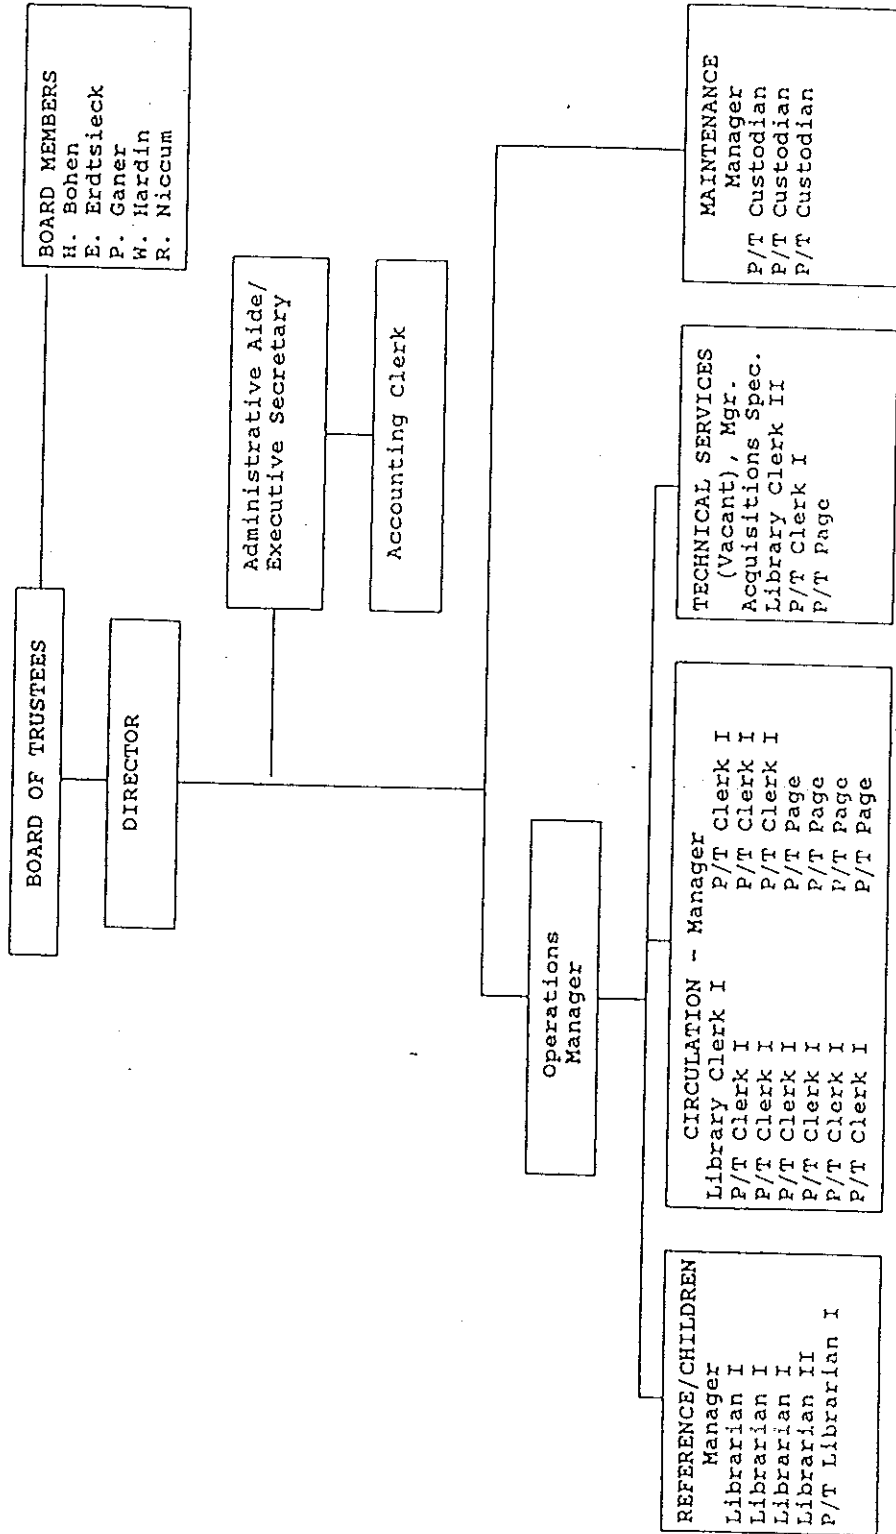 BOARD OF TRUSTEES
BOARD MEMBERS
H. Bohen
E. Erdtsieck
P. Ganer
W. Hardin
R. Niccum
DIRECTOR
Administrative Aide/
Executive Secretary
Accounting Clerk
Operations
Manager
REFERENCE/CHILDREN
Manager
Librarian I
Librarian I
Librarian I
Librarian II
P/T Librarian I
CIRCULATION - Manager
Library Clerk I P/T Clerk I
P/T Clerk I P/T Clerk I
P/T Clerk I P/T Clerk I
P/T Clerk I P/T Page
P/T Clerk I P/T Page
P/T Clerk I P/T Page
P/T Clerk I P/T Page
TECHNICAL SERVICES
(Vacant), Mgr.
Acquisitions Spec.
Library Clerk II
P/T Clerk I
P/T Page
MAINTENANCE
Manager
P/T Custodian
P/T Custodian
P/T Custodian